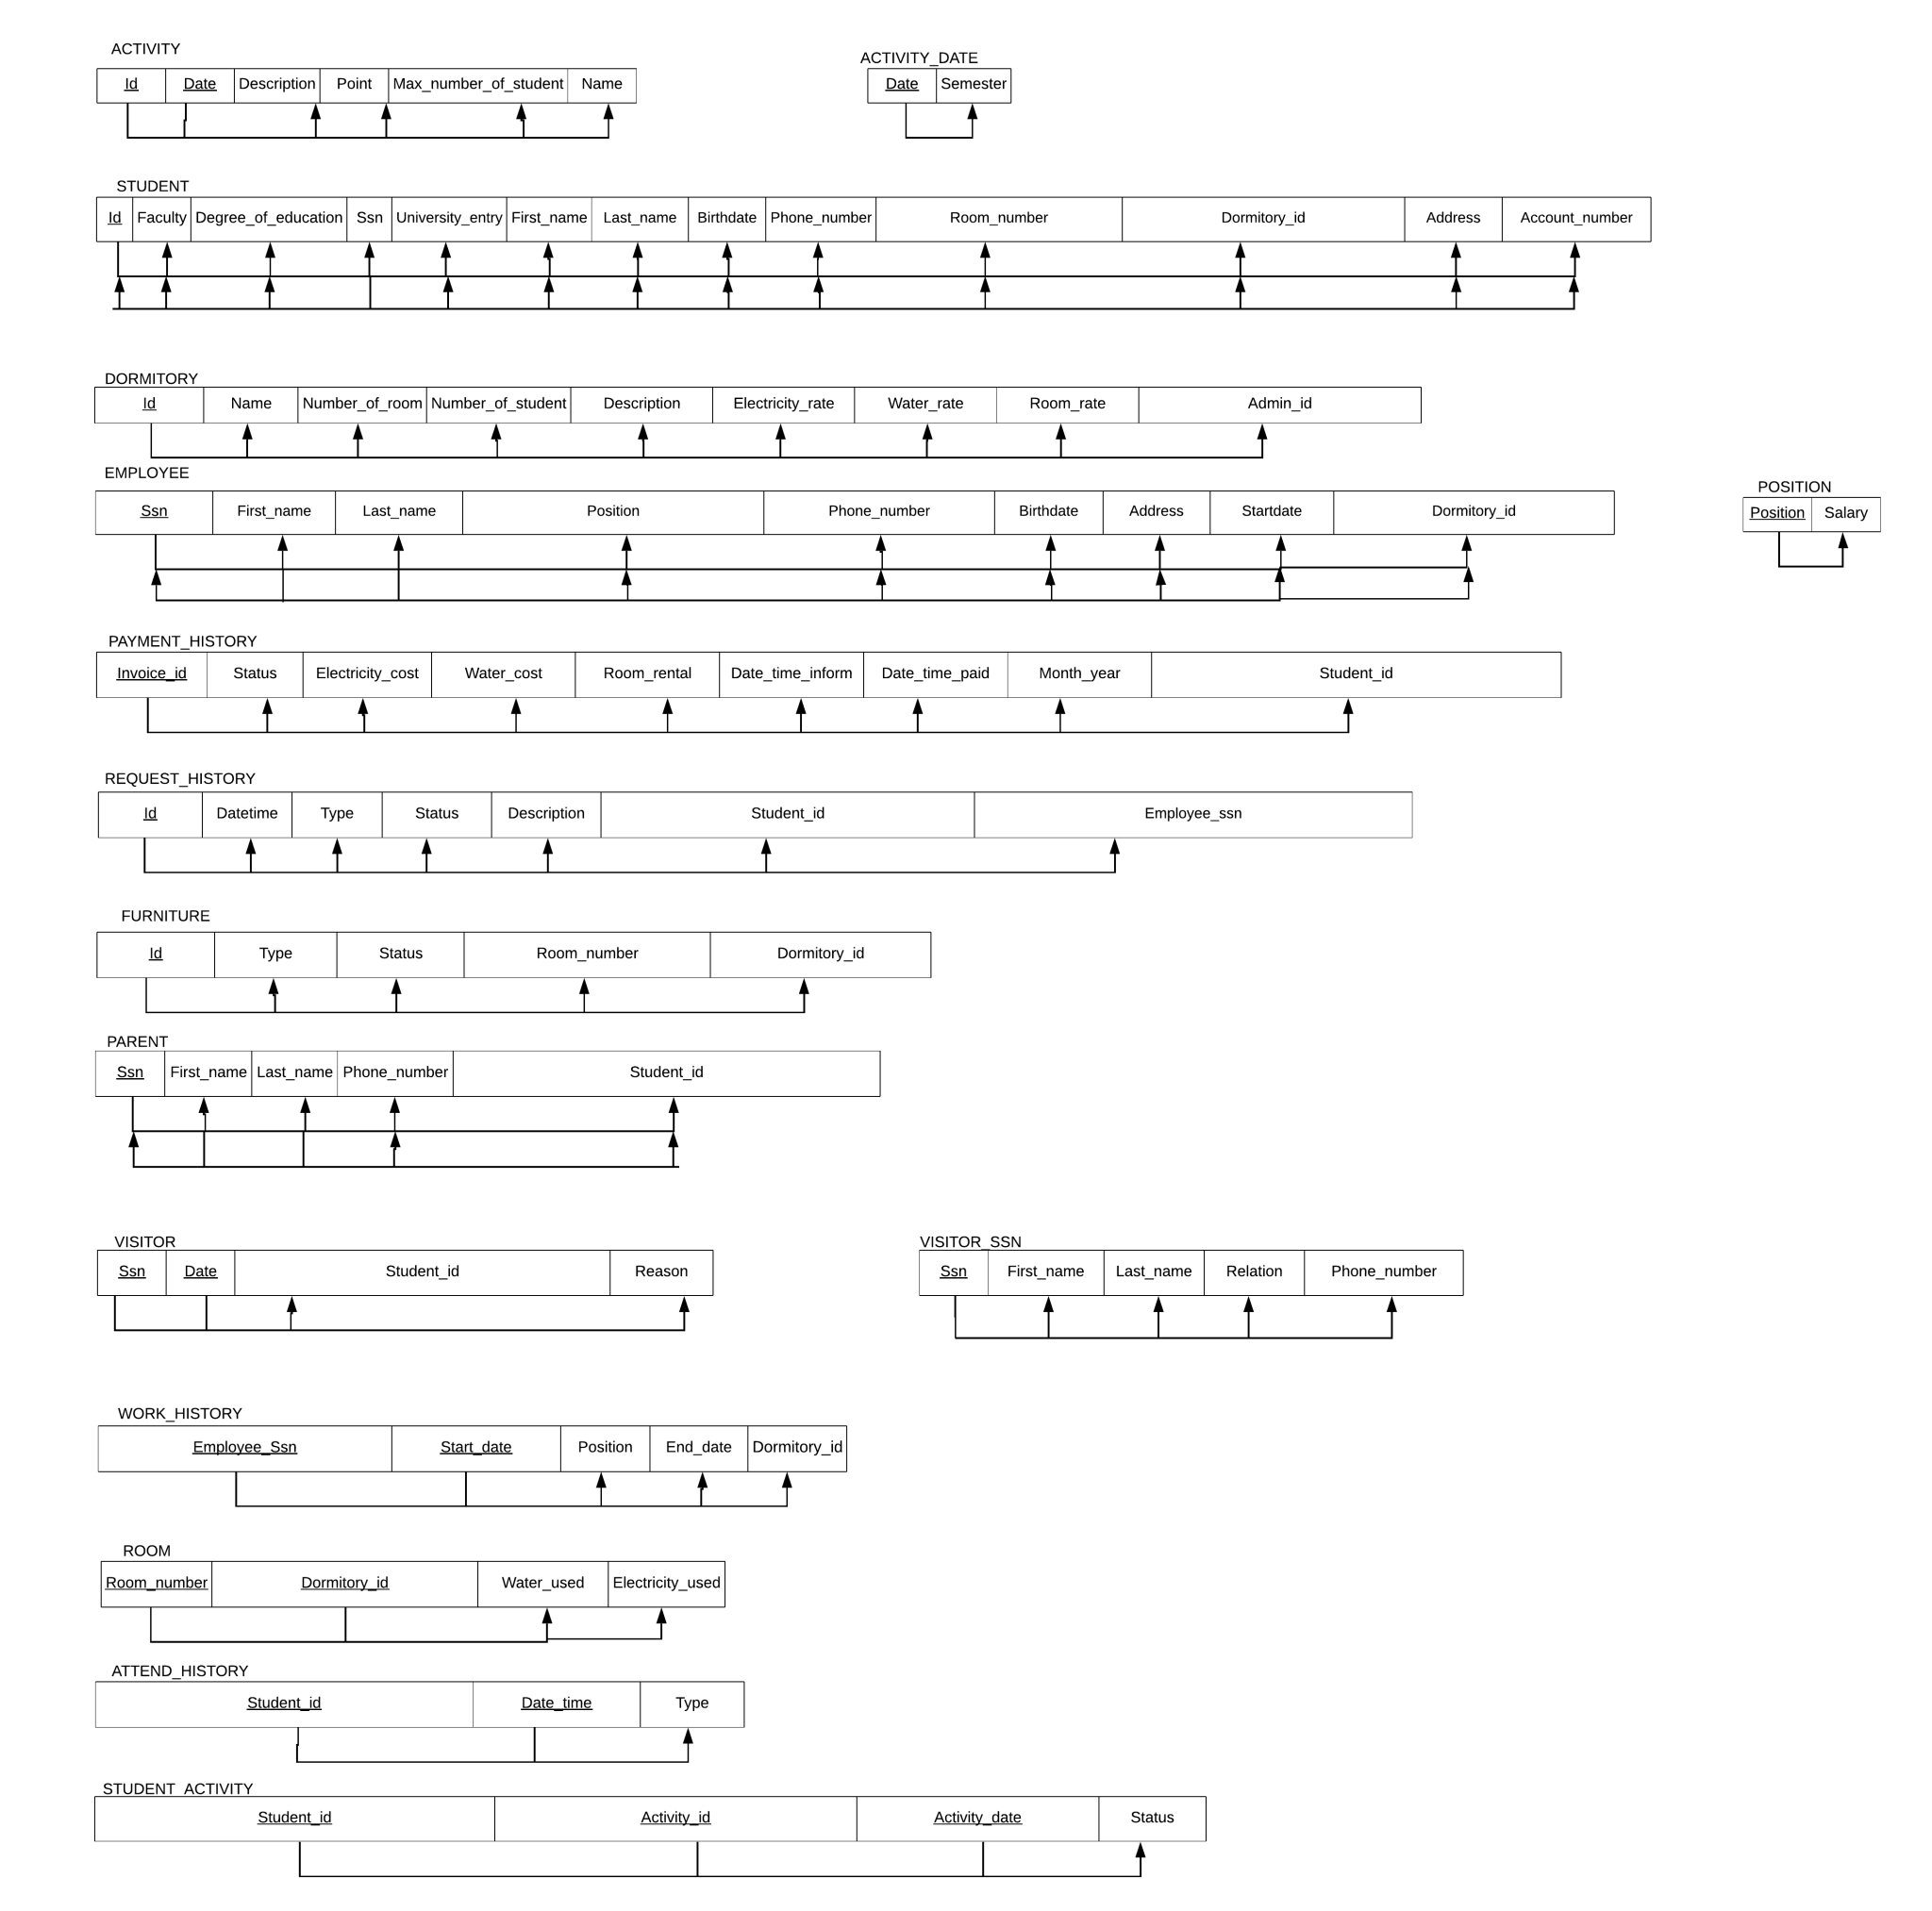 ACTIVITY
Id Date Description Point Max_number_of_student Name
ACTIVITY_DATE
Date Semester
STUDENT
Id Faculty Degree_of_education Ssn University_entry First_name Last_name Birthdate Phone_number Room_number Dormitory_id Address Account_number
DORMITORY
Id Name Number_of_room Number_of_student Description Electricity_rate Water_rate Room_rate Admin_id
EMPLOYEE
Ssn First_name Last_name Position Phone_number Birthdate Address Startdate Dormitory_id
POSITION
Position Salary
PAYMENT_HISTORY
Invoice_id Status Electricity_cost Water_cost Room_rental Date_time_inform Date_time_paid Month_year Student_id
REQUEST_HISTORY
Id Datetime Type Status Description Student_id Employee_ssn
FURNITURE
Id Type Status Room_number Dormitory_id
PARENT
Ssn First_name Last_name Phone_number Student_id
VISITOR
Ssn Date Student_id Reason
VISITOR_SSN
Ssn First_name Last_name Relation Phone_number
WORK_HISTORY
Employee_Ssn Start_date Position End_date Dormitory_id
ROOM
Room_number Dormitory_id Water_used Electricity_used
ATTEND_HISTORY
Student_id Date_time Type
STUDENT_ACTIVITY
Student_id Activity_id Activity_date Status